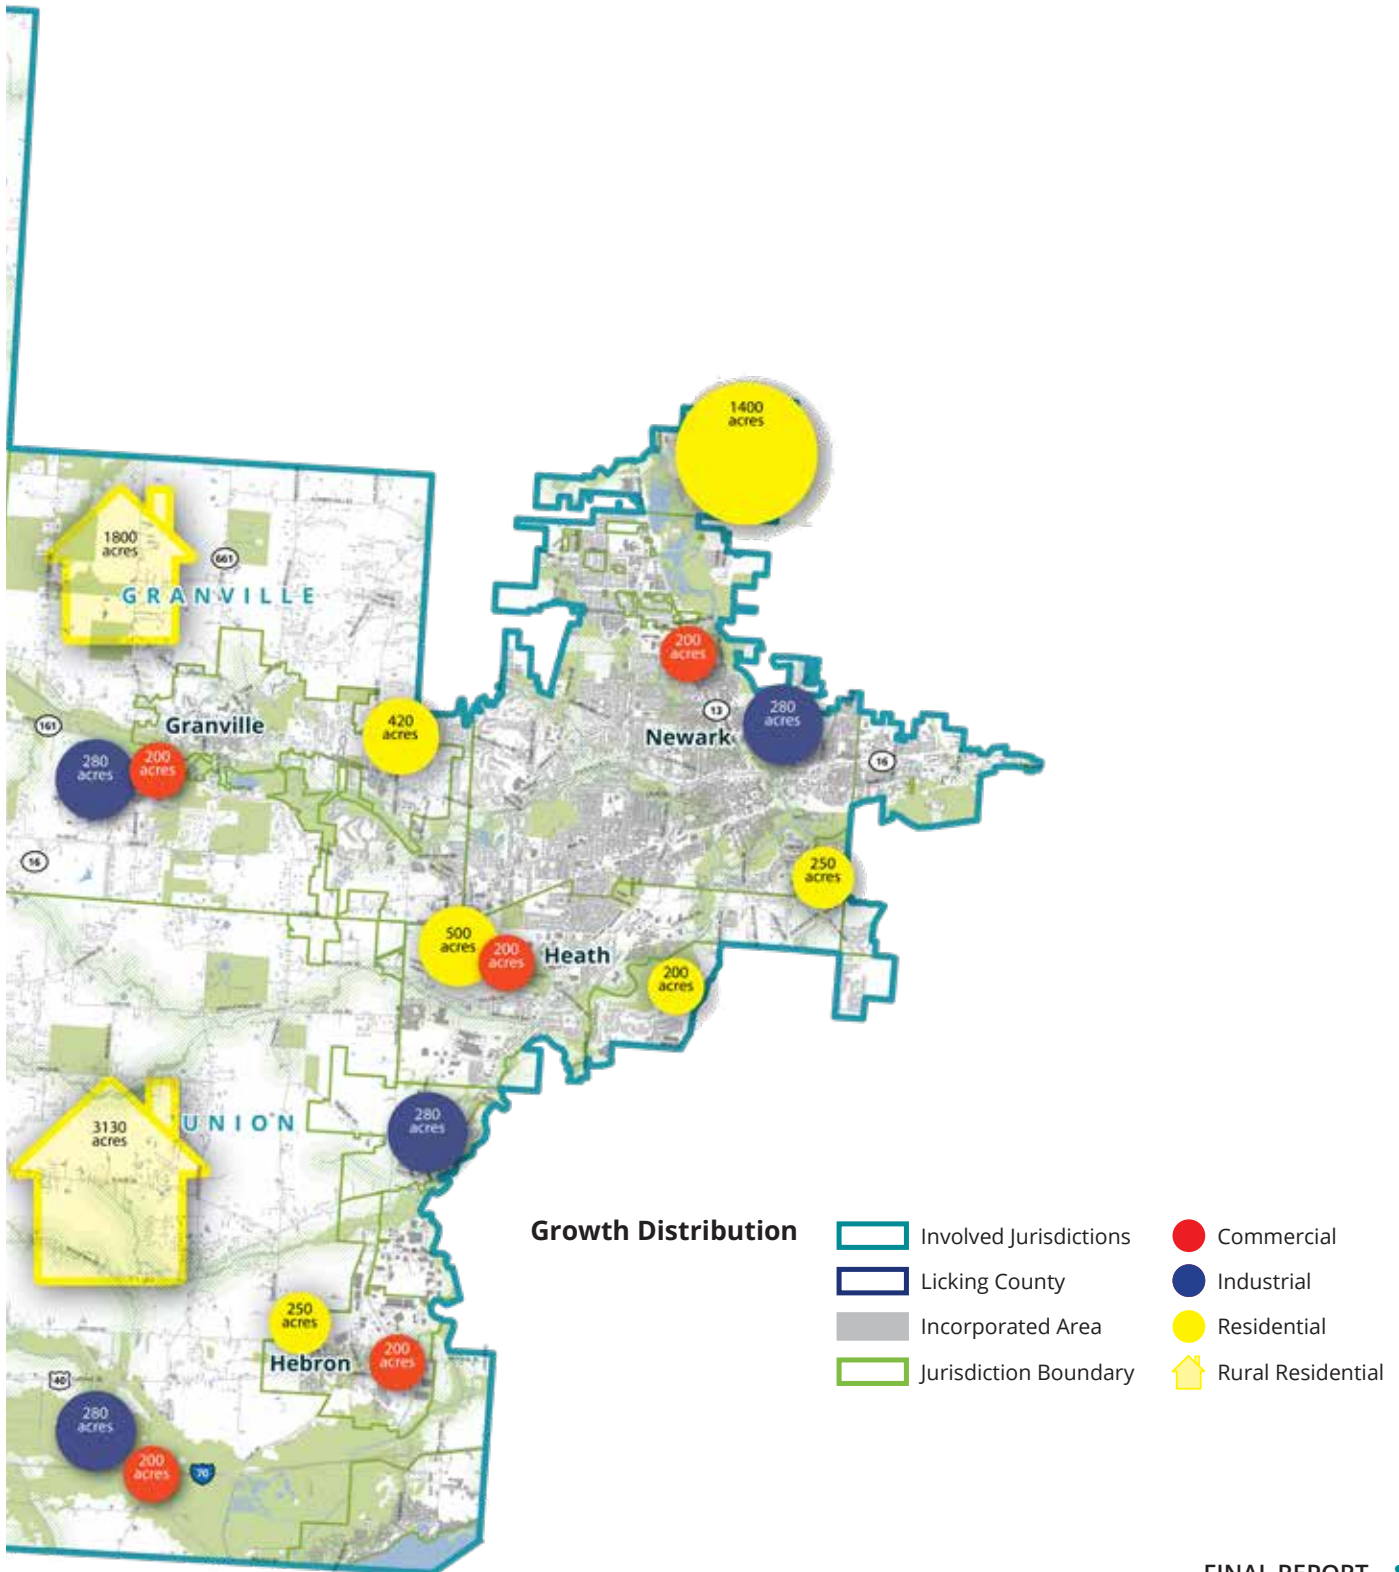 1400
acres
1800
acres
661
GRANVILLE
200
acres
161
Granville
420
acres
13
280
acres
Newark
280
acres
200
acres
16
16
250
acres
500
acres
200
acres
Heath
200
acres
3130
acres
UNION
280
acres
Growth Distribution
Involved Jurisdictions
Commercial
Licking County
Industrial
Incorporated Area
Residential
Jurisdiction Boundary
Rural Residential
250
acres
200
acres
Hebron
40
280
acres
200
acres
70
FINAL REPORT